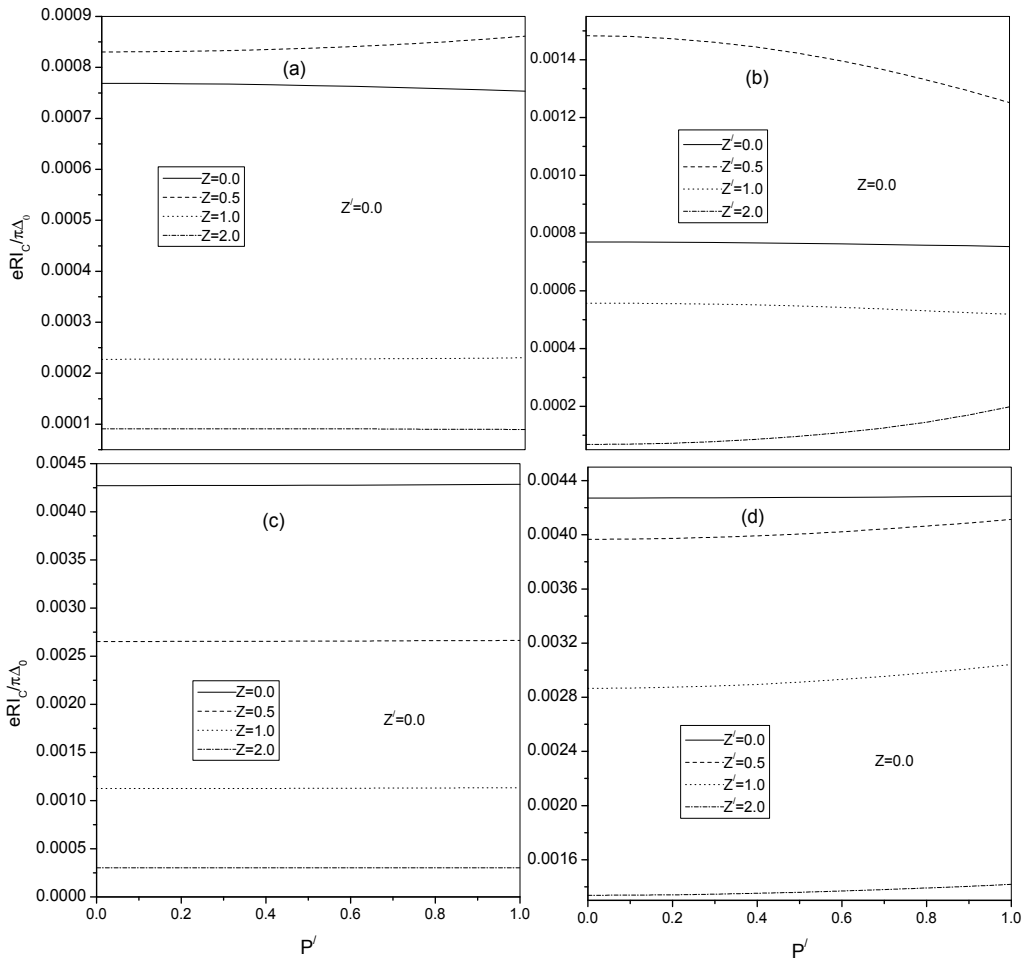 0.0009
0.0008
0.0007
0.0006
0.0005
0.0004
0.0003
0.0002
0.0001
eRI_C/πΔ_0
(a)
Z=0.0
Z=0.5
Z=1.0
Z=2.0
Z^/=0.0
0.0014
0.0012
0.0010
0.0008
0.0006
0.0004
0.0002
(b)
Z^/=0.0
Z^/=0.5
Z^/=1.0
Z^/=2.0
Z=0.0
0.0045
0.0040
0.0035
0.0030
0.0025
0.0020
0.0015
0.0010
0.0005
0.0000
eRI_C/πΔ_0
(c)
Z=0.0
Z=0.5
Z=1.0
Z=2.0
Z^/=0.0
0.0 0.2 0.4 0.6 0.8 1.0
P^/
0.0044
0.0040
0.0036
0.0032
0.0028
0.0024
0.0020
0.0016
(d)
Z^/=0.0
Z^/=0.5
Z^/=1.0
Z^/=2.0
Z=0.0
0.0 0.2 0.4 0.6 0.8 1.0
P^/